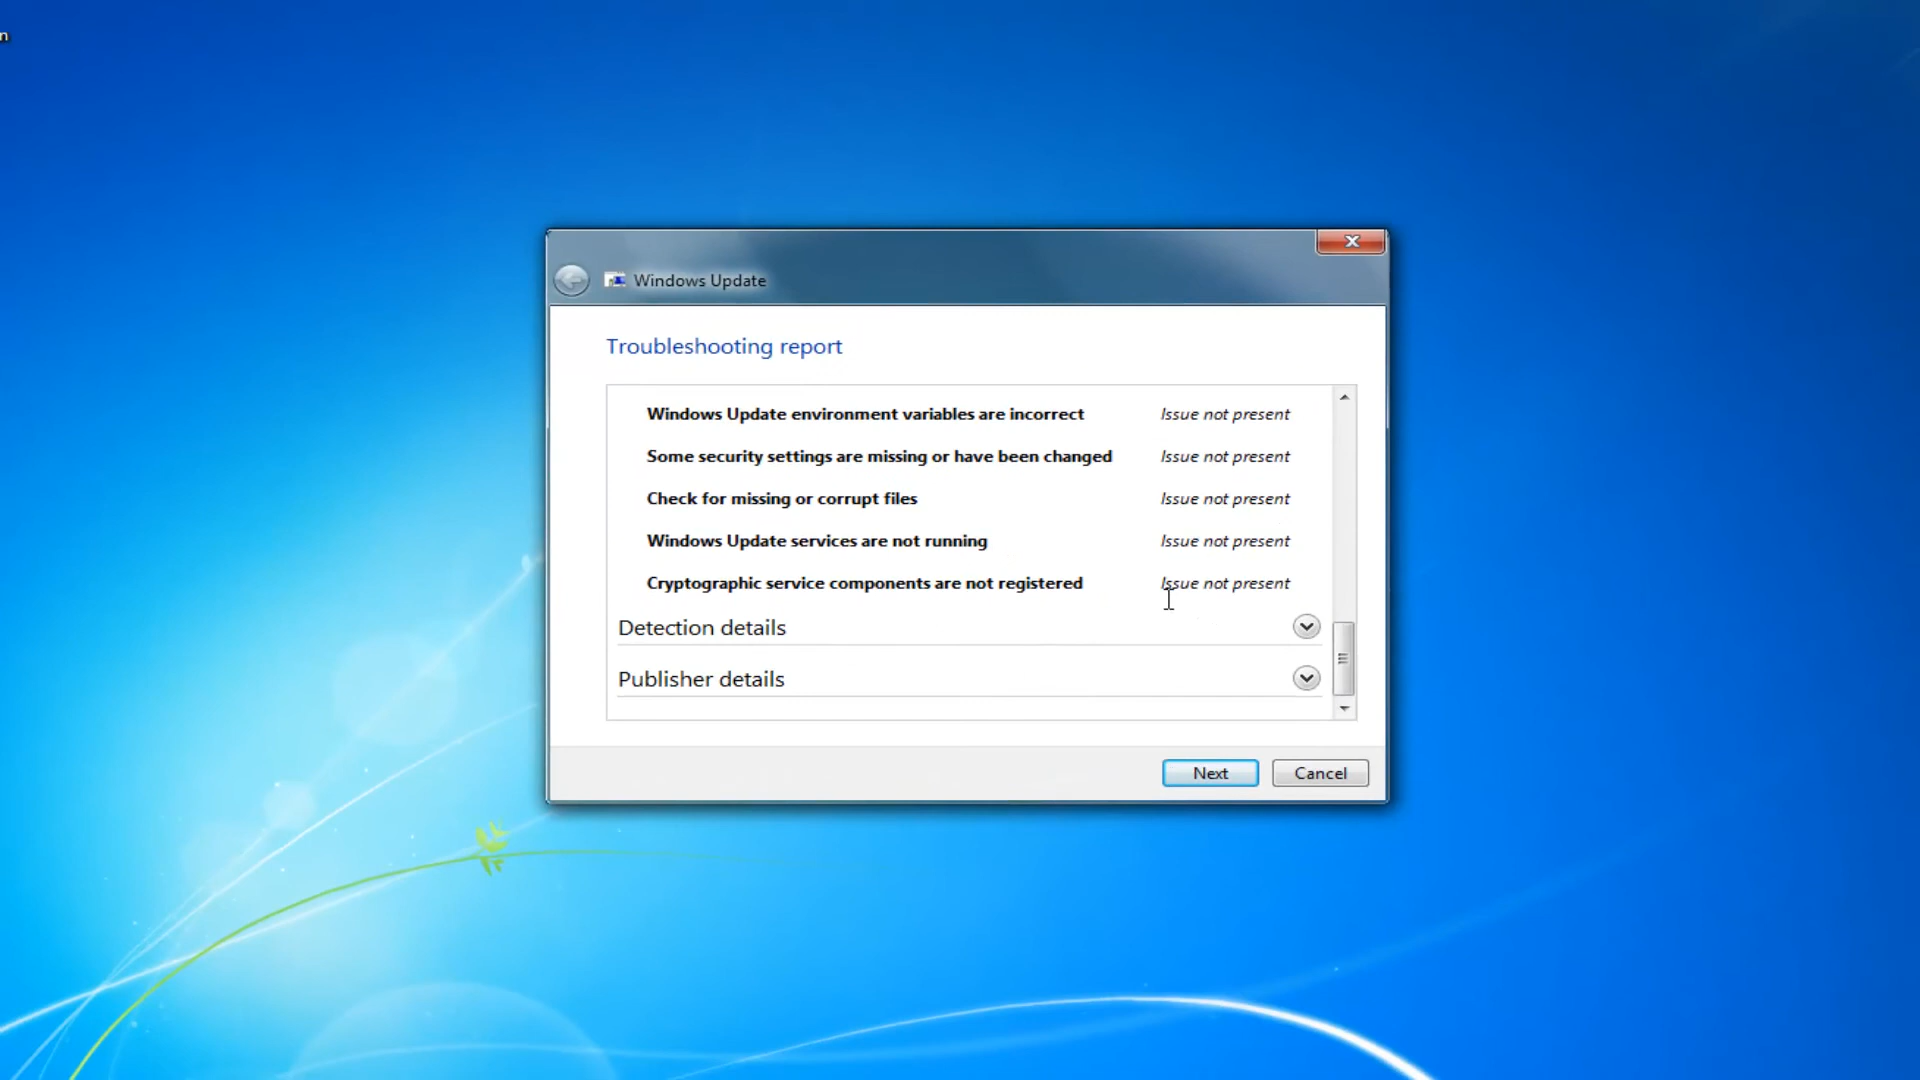 n
Windows Update
Troubleshooting report
Windows Update environment variables are incorrect Issue not present
Some security settings are missing or have been changed Issue not present
Check for missing or corrupt files Issue not present
Windows Update services are not running Issue not present
Cryptographic service components are not registered Issue not present
Detection details
Publisher details
Next Cancel